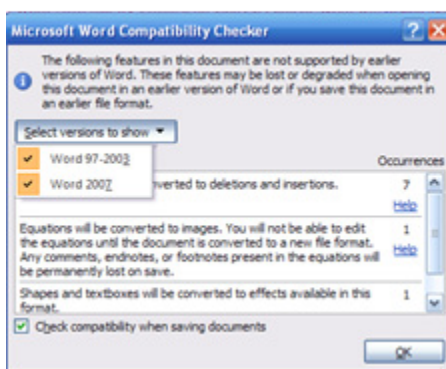 Microsoft Word Compatibility Checker
The following features in this document are not supported by earlier
versions of Word. These features may be lost or degraded when opening
this document in an earlier version of Word or if you save this document in
an earlier file format.
Select versions to show
Word 97-2003
Word 2007
Occurrences
verted to deletions and insertions. 7
Help
Equations will be converted to images. You will not be able to edit 1
the equations until the document is converted to a new file format. Help
Any comments, endnotes, or footnotes present in the equations will
be permanently lost on save.
Shapes and textboxes will be converted to effects available in this 1
format.
Check compatibility when saving documents
OK